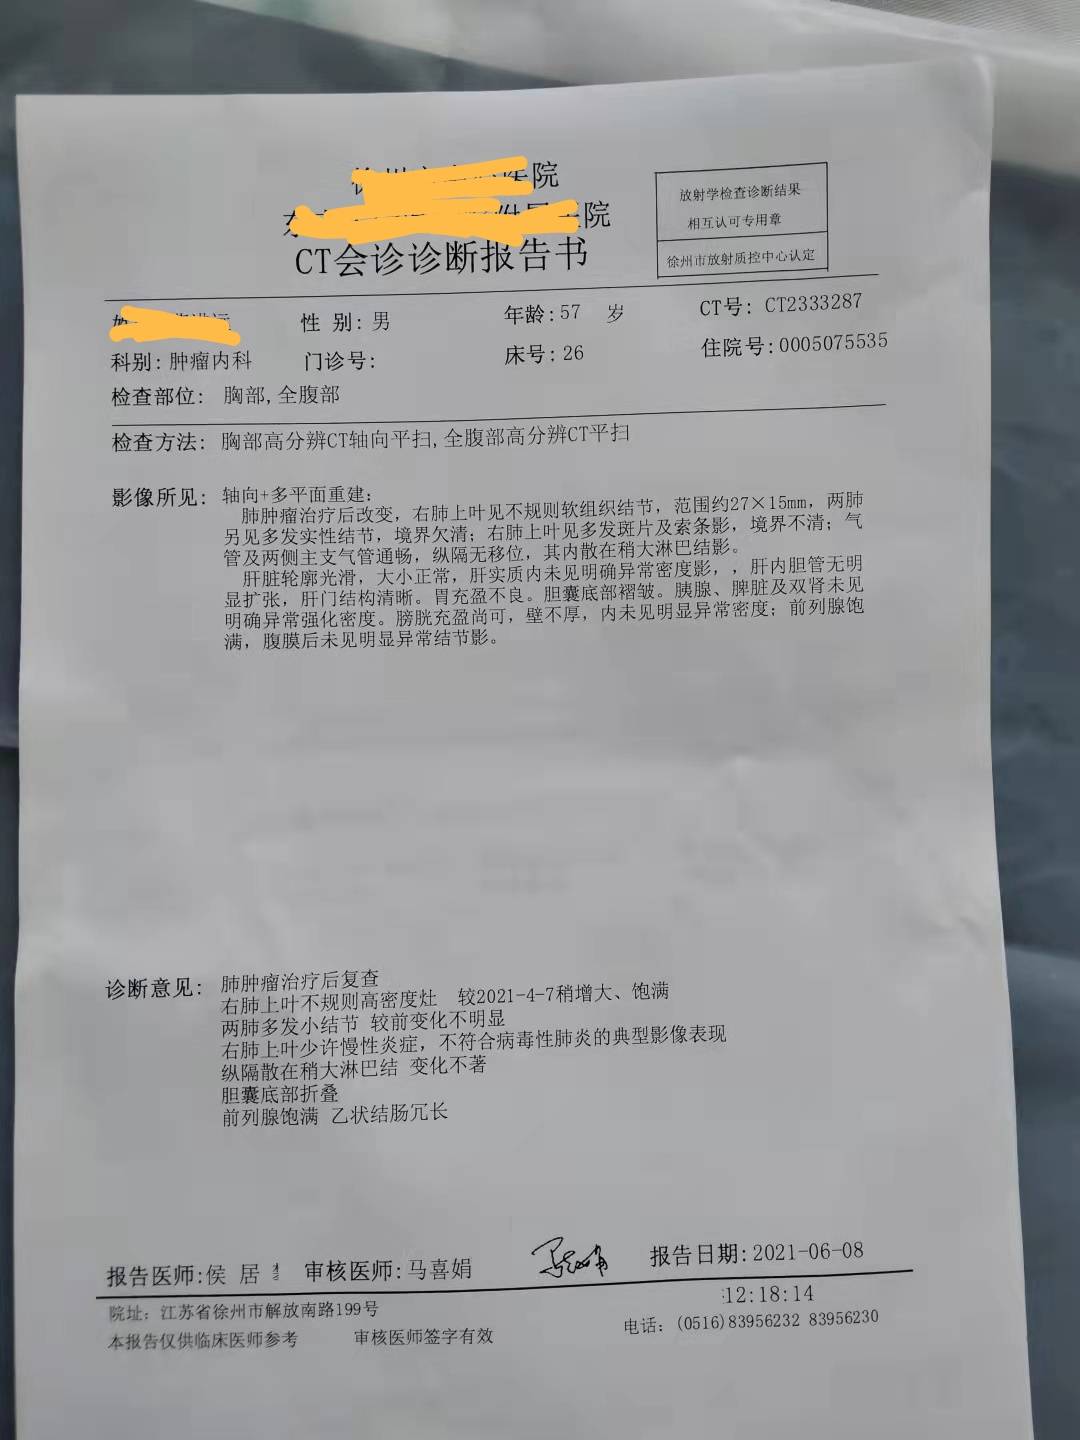 医院
附属医院
CT会诊诊断报告书
放射学检查诊断结果
相互认可专用章
徐州市放射质控中心认定
性 别: 男 年龄: 57 岁 CT号: CT2333287
科别: 肿瘤内科 门诊号: 床号: 26 住院号: 0005075535
检查部位: 胸部, 全腹部
检查方法: 胸部高分辨CT轴向平扫, 全腹部高分辨CT平扫
影像所见: 轴向+多平面重建:
肺肿瘤治疗后改变，右肺上叶见不规则软组织结节，范围约27×15mm，两肺
另见多发实性结节，境界欠清；右肺上叶见多发斑片及索条影，境界不清；气
管及两侧主支气管通畅，纵隔无移位，其内散在稍大淋巴结影。
肝脏轮廓光滑，大小正常，肝实质内未见明确异常密度影，，肝内胆管无明
显扩张，肝门结构清晰。胃充盈不良。胆囊底部褶皱。胰腺、脾脏及双肾未见
明确异常强化密度。膀胱充盈尚可，壁不厚，内未见明显异常密度；前列腺饱
满，腹膜后未见明显异常结节影。
诊断意见: 肺肿瘤治疗后复查
右肺上叶不规则高密度灶 较2021-4-7稍增大、饱满
两肺多发小结节 较前变化不明显
右肺上叶少许慢性炎症，不符合病毒性肺炎的典型影像表现
纵隔散在稍大淋巴结 变化不著
胆囊底部折叠
前列腺饱满 乙状结肠冗长
报告医师: 侯 居 审核医师: 马喜娟 报告日期: 2021-06-08
12:18:14
院址: 江苏省徐州市解放南路199号
电话: (0516)83956232 83956230
本报告仅供临床医师参考 审核医师签字有效